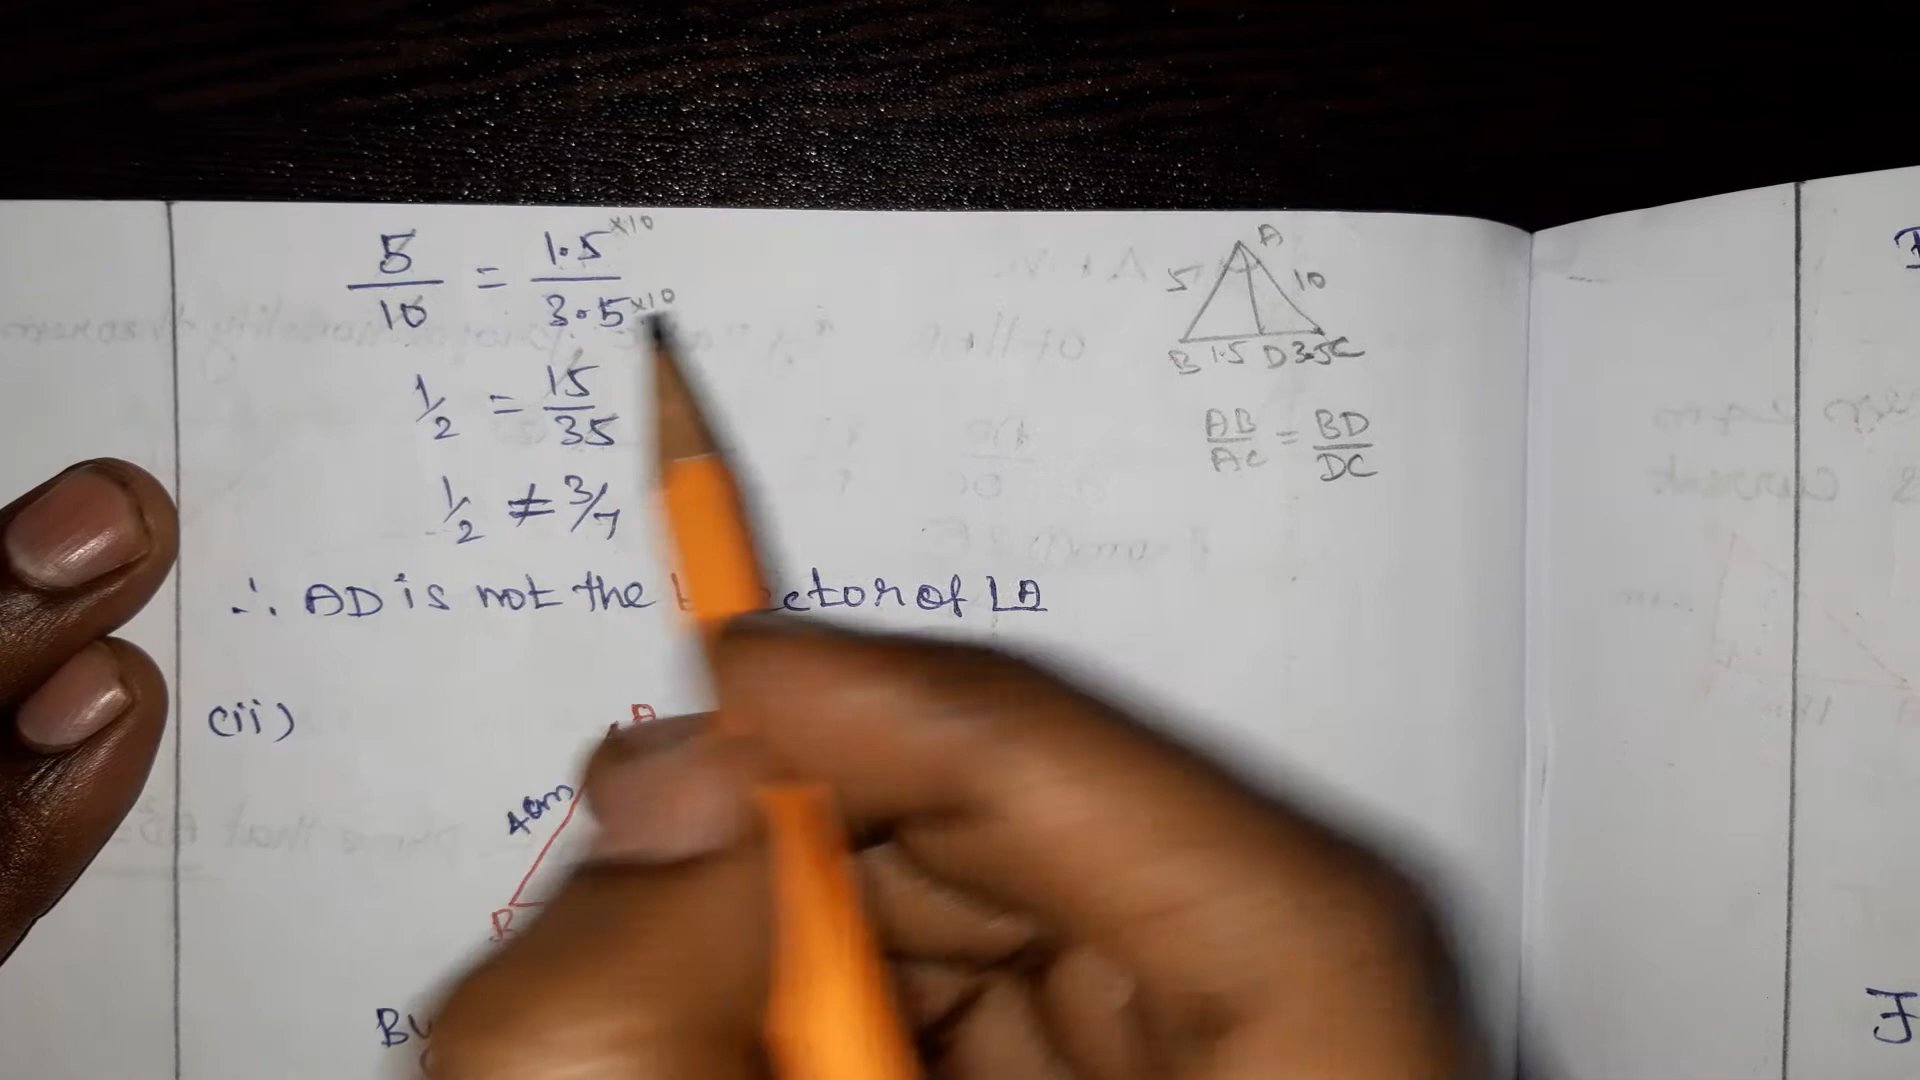 5/10 = 1.5×10/3.5×10
1/2 = 15/35
1/2 ≠ 3/7
∴ AD is not the of ∠A
(ii)
A
4cm
B
By
A
5 10
B 1.5 D 3.5 C
AB/AC = BD/DC